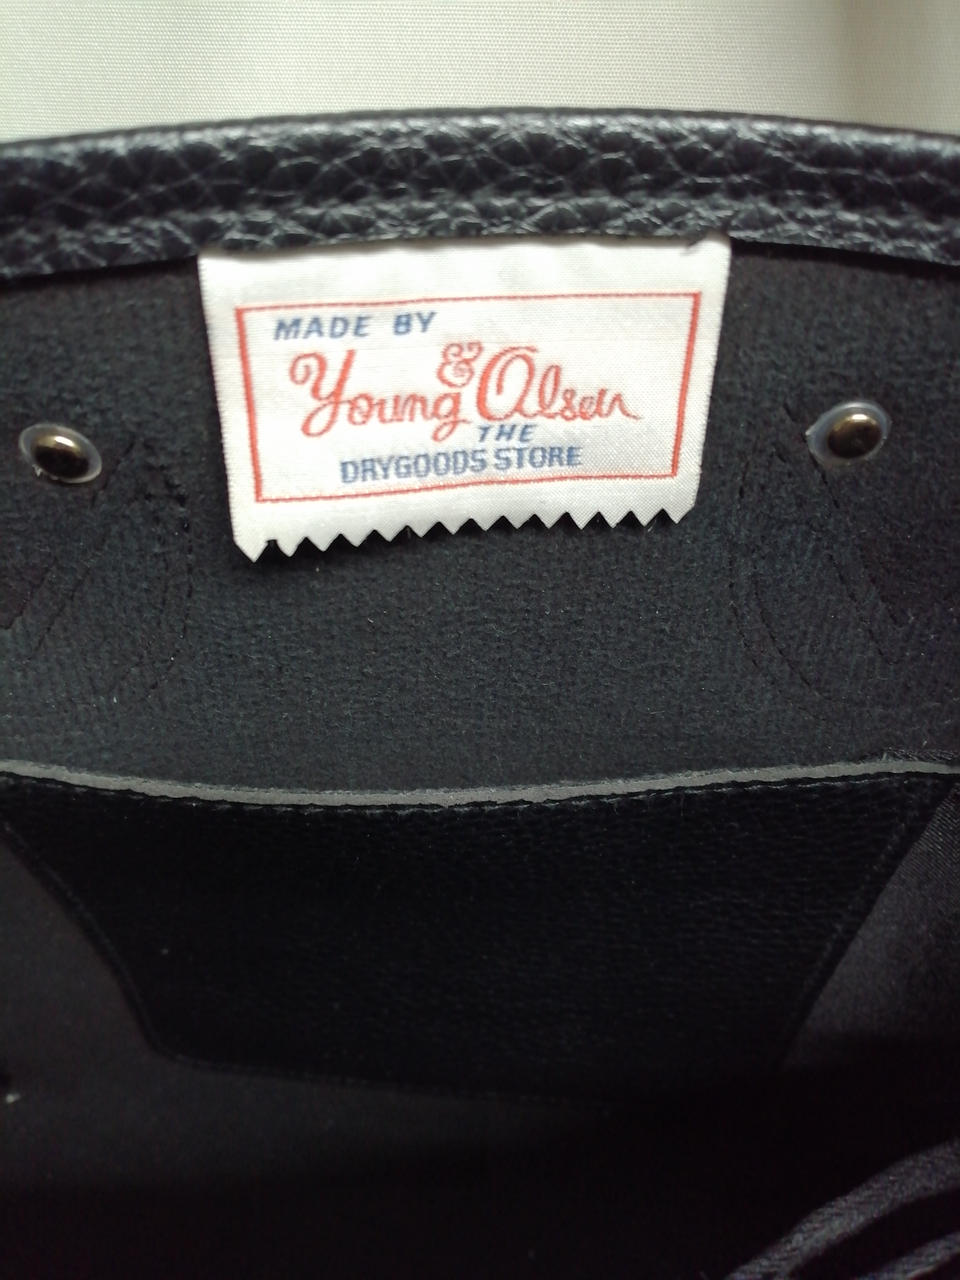 MADE BY
Young & Olsen
THE
DRYGOODS STORE